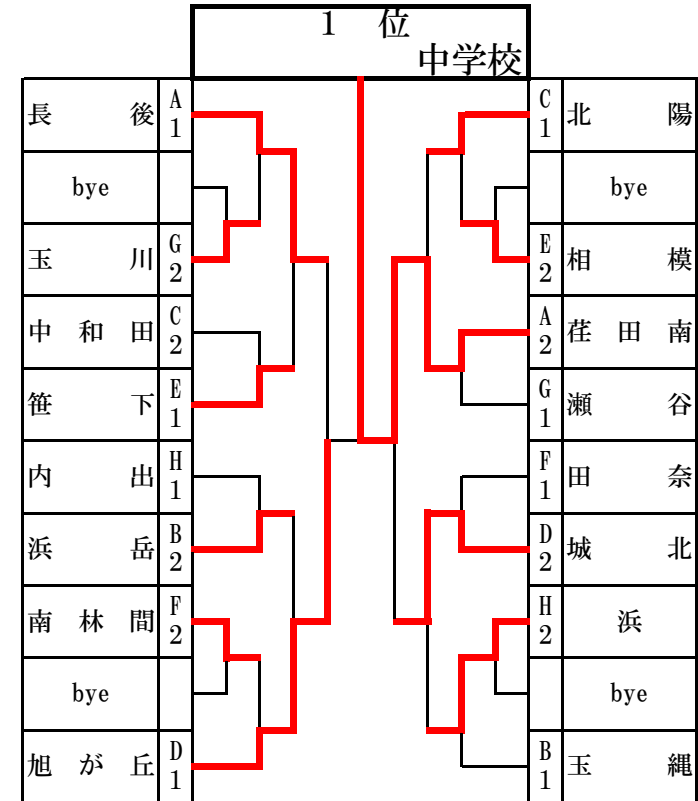 1 位
中学校
長後 A1
bye
玉川 G2
中和田 C2
笹下 E1
内出 H1
浜岳 B2
南林間 F2
bye
旭が丘 D1
C1 北陽
bye
E2 相模
A2 荏田南
G1 瀬谷
F1 田奈
D2 城北
H2 浜
bye
B1 玉縄